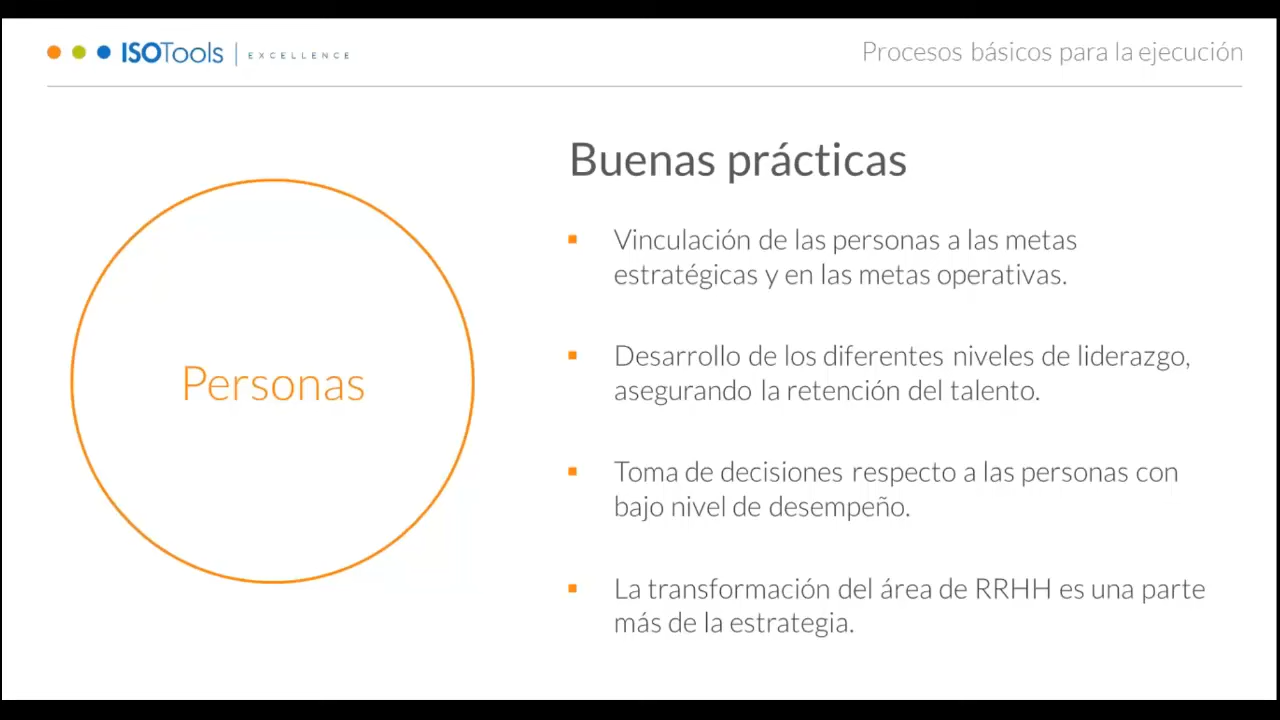 ISOTools | EXCELLENCE
Procesos básicos para la ejecución
Buenas prácticas
Personas
▪ Vinculación de las personas a las metas
estratégicas y en las metas operativas.
▪ Desarrollo de los diferentes niveles de liderazgo,
asegurando la retención del talento.
▪ Toma de decisiones respecto a las personas con
bajo nivel de desempeño.
▪ La transformación del área de RRHH es una parte
más de la estrategia.